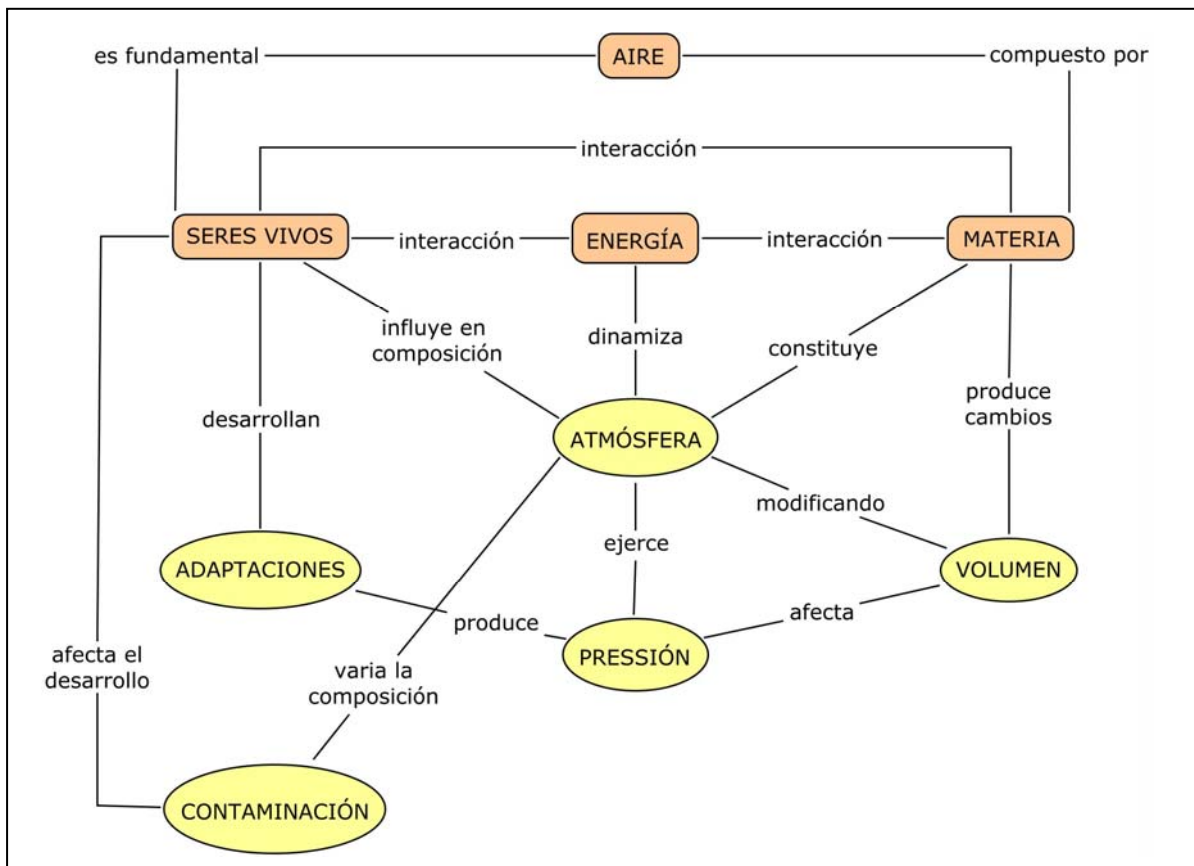 es fundamental
AIRE
compuesto por
interacción
SERES VIVOS
interacción
ENERGÍA
interacción
MATERIA
influye en
composición
dinamiza
constituye
desarrollan
produce
cambios
ATMÓSFERA
modificando
ejerce
ADAPTACIONES
VOLUMEN
produce
afecta
PRESSIÓN
afecta el
desarrollo
varia la
composición
CONTAMINACIÓN